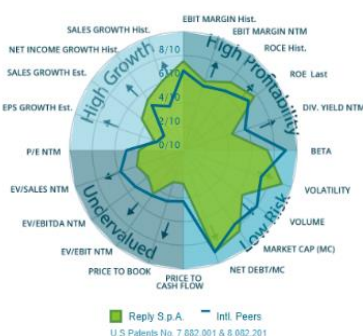 EBIT MARGIN Hist.
SALES GROWTH Hist.
EBIT MARGIN NTM
NET INCOME GROWTH Hist.
ROCE Hist.
SALES GROWTH Est.
ROE Last
EPS GROWTH Est.
DIV. YIELD NTM
P/E NTM
BETA
EV/SALES NTM
VOLATILITY
EV/EBITDA NTM
VOLUME
EV/EBIT NTM
MARKET CAP (MC)
PRICE TO BOOK
NET DEBT/MC
PRICE TO
CASH FLOW
High Growth
High Profitability
Undervalued
Low Risk
8/10
6/10
4/10
2/10
0/10
Reply S.p.A.
Intl. Peers
U.S Patents No. 7,882,001 & 8,082,201